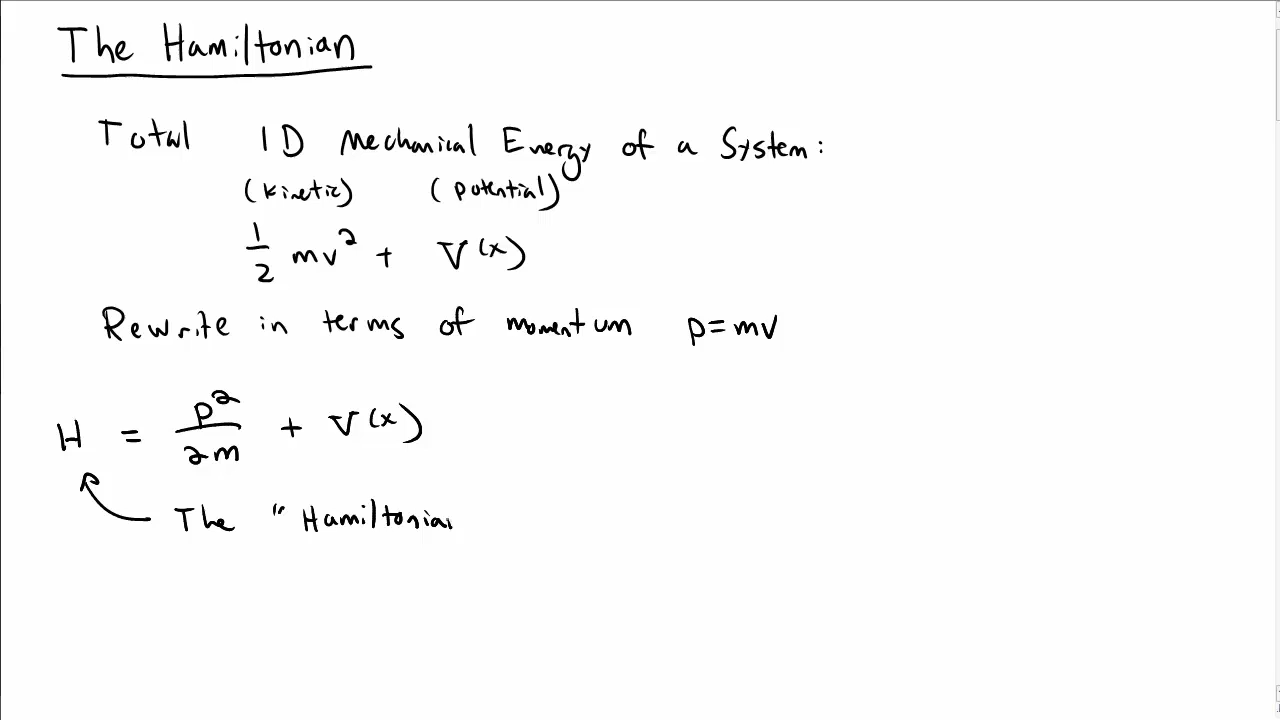 The Hamiltonian
Total 1D Mechanical Energy of a System:
(kinetic) (potential)
1/2 mv² + V(x)
Rewrite in terms of momentum p=mv
H = p²/2m + V(x)
The "Hamiltonian